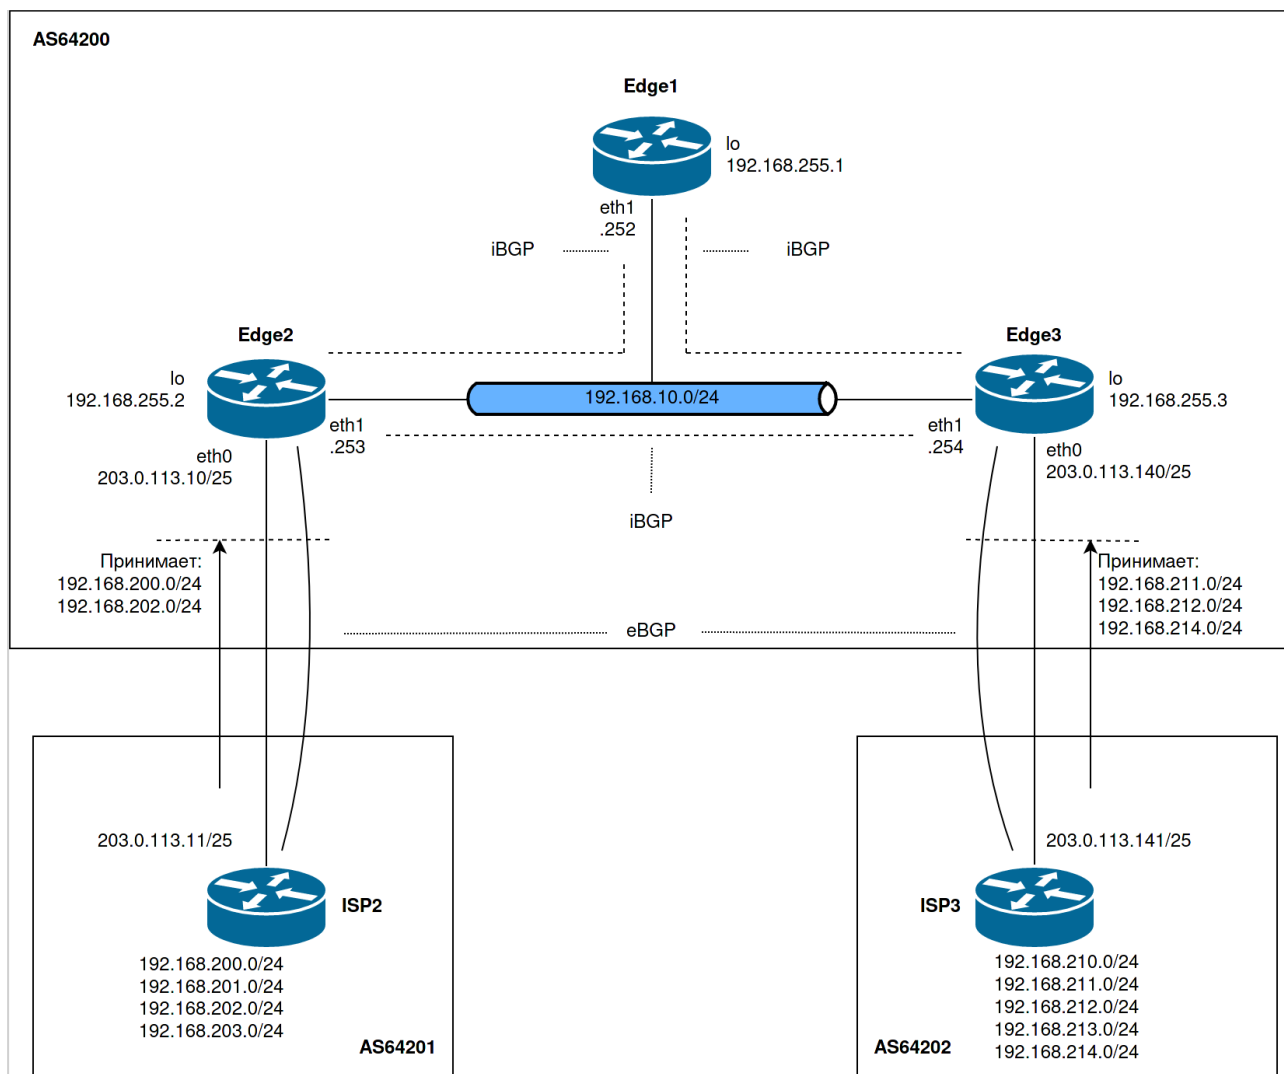 AS64200
Edge1
lo
192.168.255.1
eth1
.252
iBGP
iBGP
Edge2
Edge3
lo
192.168.255.2
192.168.10.0/24
lo
192.168.255.3
eth1
.253
eth1
.254
eth0
203.0.113.10/25
eth0
203.0.113.140/25
iBGP
Принимает:
192.168.200.0/24
192.168.202.0/24
Принимает:
192.168.211.0/24
192.168.212.0/24
192.168.214.0/24
eBGP
203.0.113.11/25
203.0.113.141/25
ISP2
ISP3
192.168.200.0/24
192.168.201.0/24
192.168.202.0/24
192.168.203.0/24
AS64201
192.168.210.0/24
192.168.211.0/24
192.168.212.0/24
192.168.213.0/24
192.168.214.0/24
AS64202